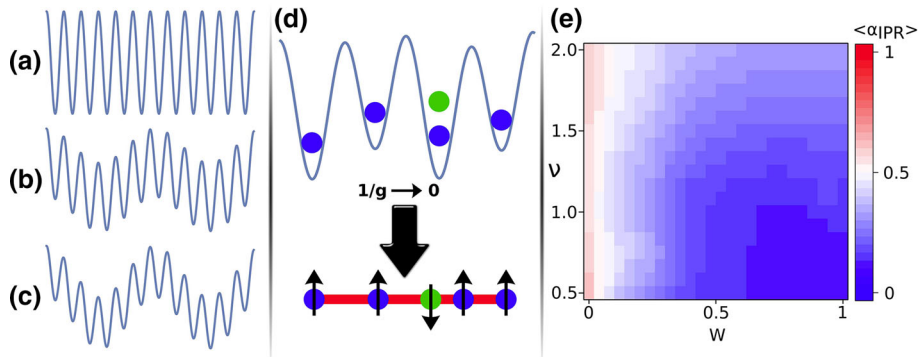 (a)
(b)
(c)
(d)
1/g → 0
(e)
<α_IPR>
ν
2.0
1.5
1.0
0.5
0
0.5
1
W
1
0.5
0